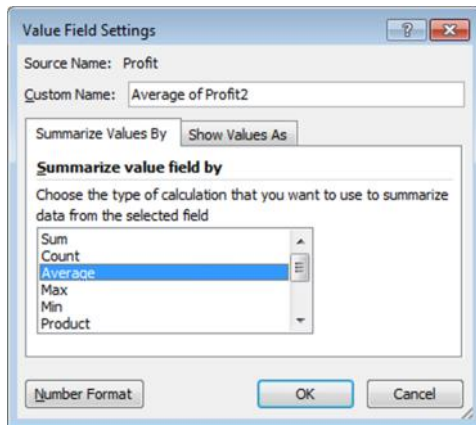 Value Field Settings
Source Name: Profit
Custom Name: Average of Profit2
Summarize Values By Show Values As
Summarize value field by
Choose the type of calculation that you want to use to summarize
data from the selected field
Sum
Count
Average
Max
Min
Product
Number Format OK Cancel